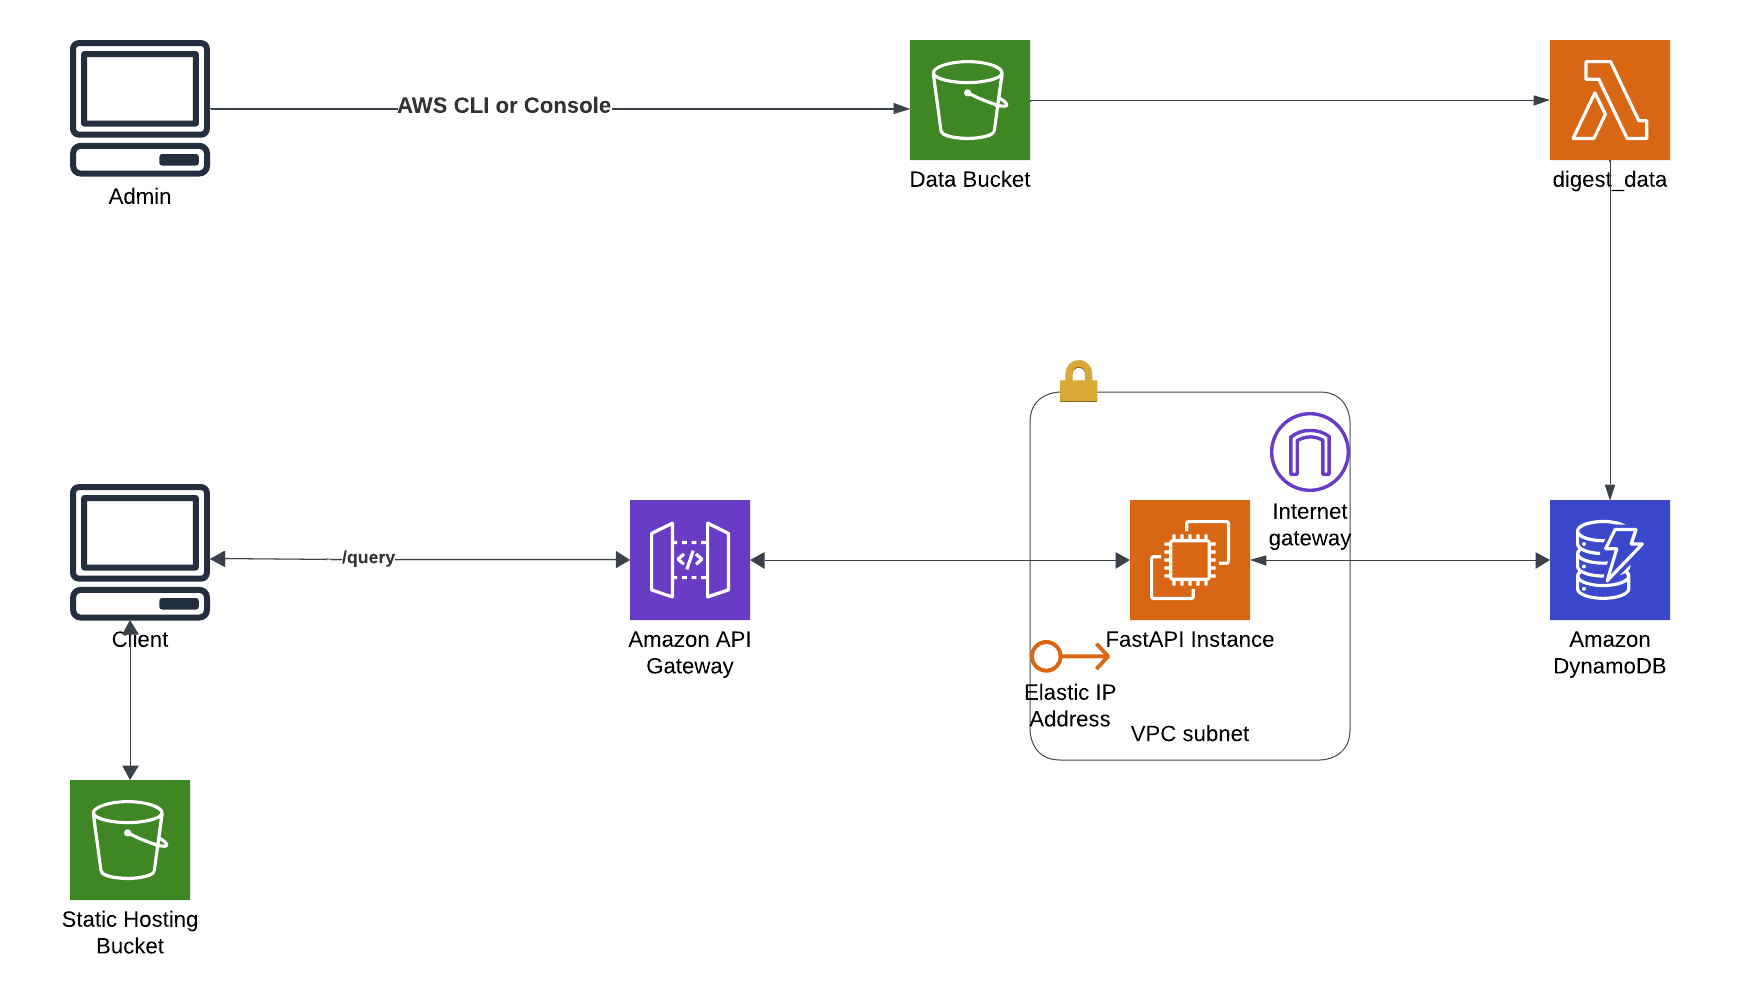 AWS CLI or Console
Admin
Data Bucket
digest_data
Internet
gateway
/query
Client
Amazon API
Gateway
FastAPI Instance
Amazon
DynamoDB
Elastic IP
Address
VPC subnet
Static Hosting
Bucket